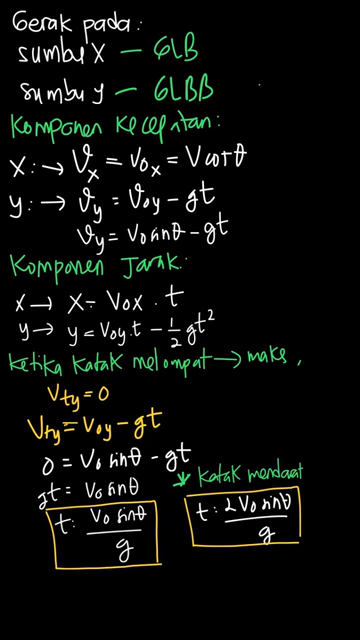 Gerak pada:
sumbu X – GLB
sumbu y – GLBB
Komponen Kecepatan:
X: → Vx = Vox = V cos θ
y: → Vy = Voy - gt
Vy = Vo sin θ - gt
Komponen Jarak:
x → X = Vox . t
y → y = Voy.t - 1/2 gt²
Ketika Katak melompat → maks,
Vty = 0
Vty = Voy - gt
0 = Vo sin θ - gt
gt = Vo sin θ
t: Vo sin θ / g
↓ Katak mendarat
t: 2 Vo sin θ / g